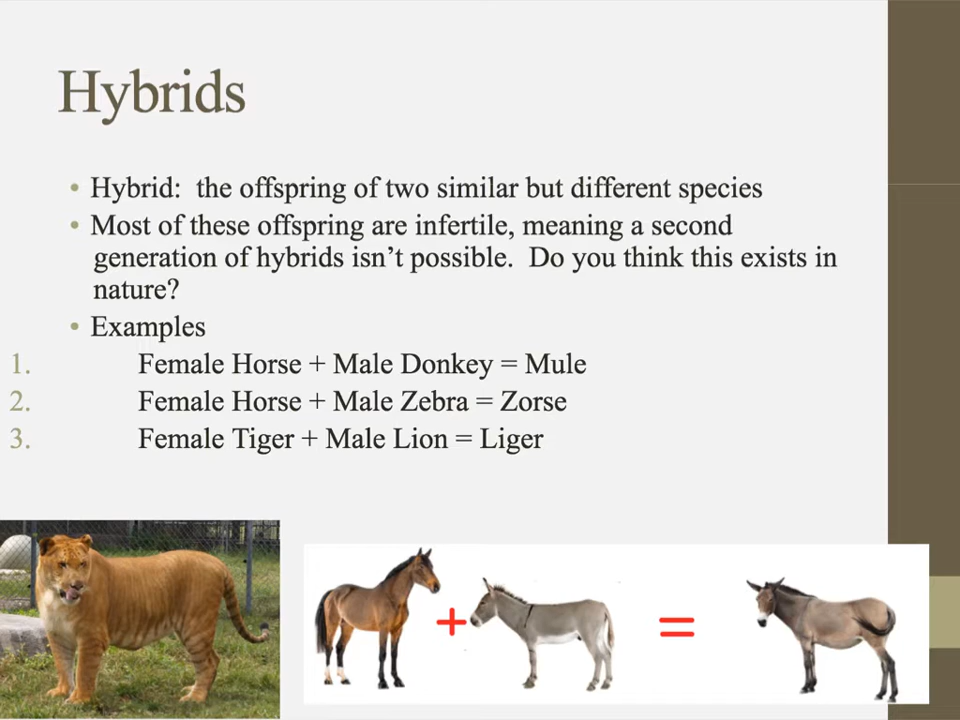 Hybrids
• Hybrid:  the offspring of two similar but different species
• Most of these offspring are infertile, meaning a second
generation of hybrids isn't possible.  Do you think this exists in
nature?
• Examples
1. Female Horse + Male Donkey = Mule
2. Female Horse + Male Zebra = Zorse
3. Female Tiger + Male Lion = Liger
+ =